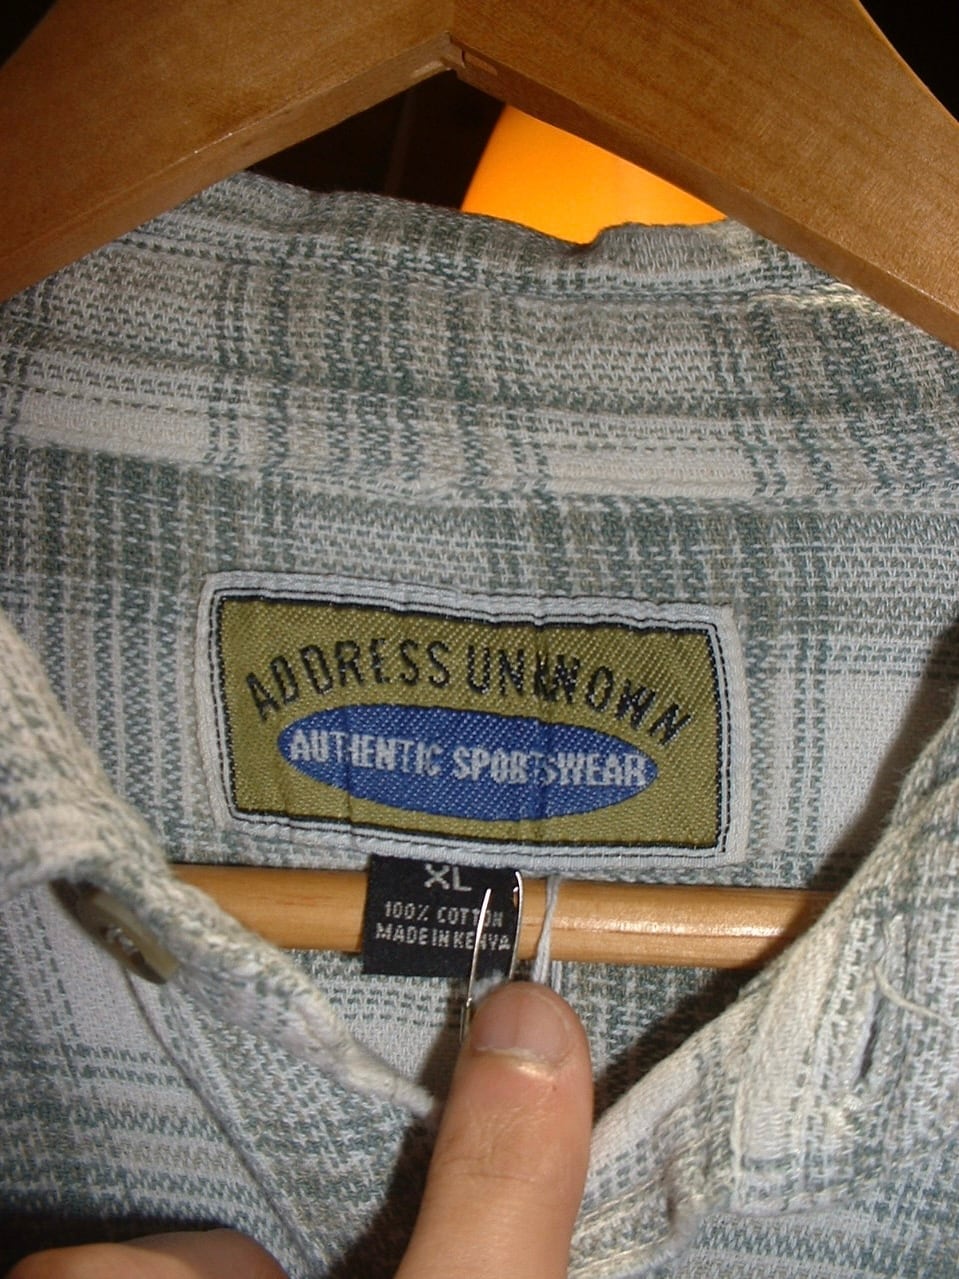 ADDRESS UNKNOWN
AUTHENTIC SPORTSWEAR
XL
100% COTTON
MADE IN KENYA